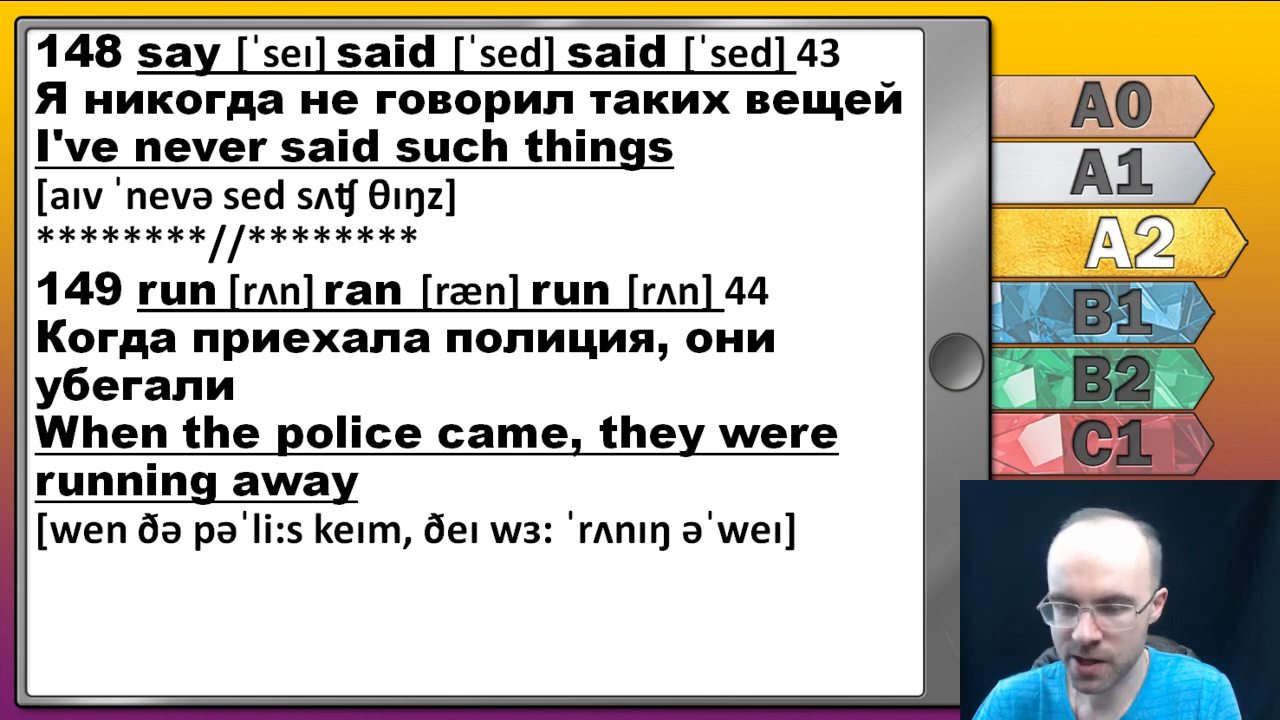 148 say [ˈseɪ] said [ˈsed] said [ˈsed] 43
Я никогда не говорил таких вещей
I've never said such things
[aɪv ˈnevə sed sʌʧ θɪŋz]
********//********
149 run [rʌn] ran [ræn] run [rʌn] 44
Когда приехала полиция, они
убегали
When the police came, they were
running away
[wen ðə pəˈli:s keɪm, ðeɪ wɜ: ˈrʌnɪŋ əˈweɪ]
A0
A1
A2
B1
B2
C1